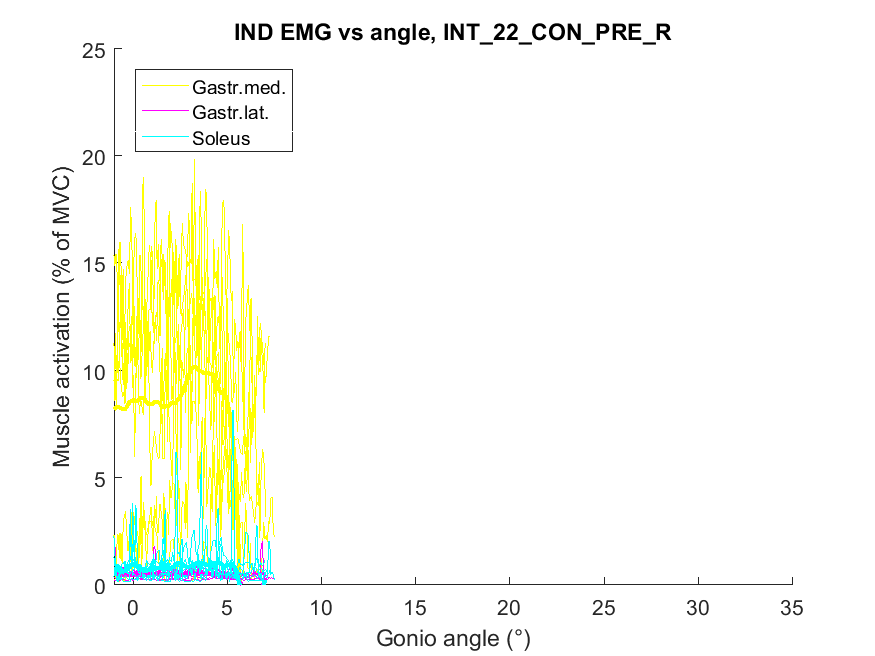 IND EMG vs angle, INT_22_CON_PRE_R
25
Gastr.med.
Gastr.lat.
Soleus
20
15
10
5
0
Muscle activation (% of MVC)
0 5 10 15 20 25 30 35
Gonio angle (°)